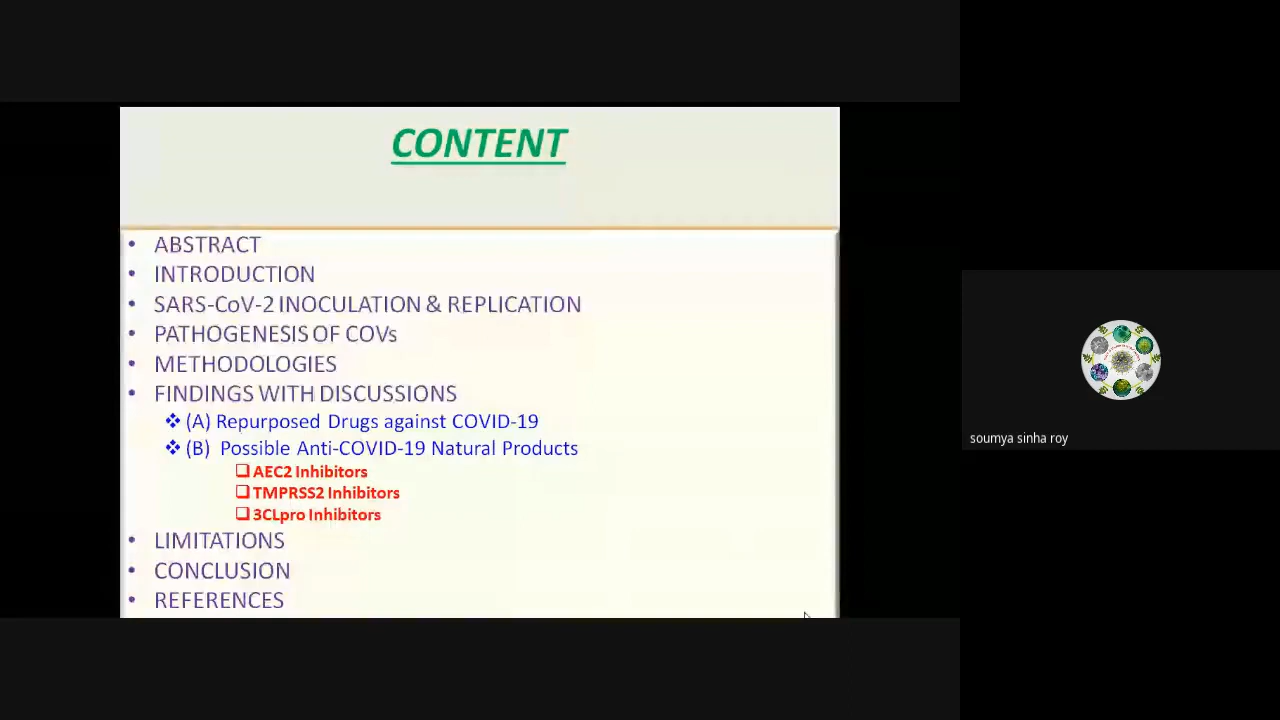 CONTENT
• ABSTRACT
• INTRODUCTION
• SARS-CoV-2 INOCULATION & REPLICATION
• PATHOGENESIS OF COVs
• METHODOLOGIES
• FINDINGS WITH DISCUSSIONS
❖ (A) Repurposed Drugs against COVID-19
❖ (B) Possible Anti-COVID-19 Natural Products
❑ AEC2 Inhibitors
❑ TMPRSS2 Inhibitors
❑ 3CLpro Inhibitors
• LIMITATIONS
• CONCLUSION
• REFERENCES
soumya sinha roy